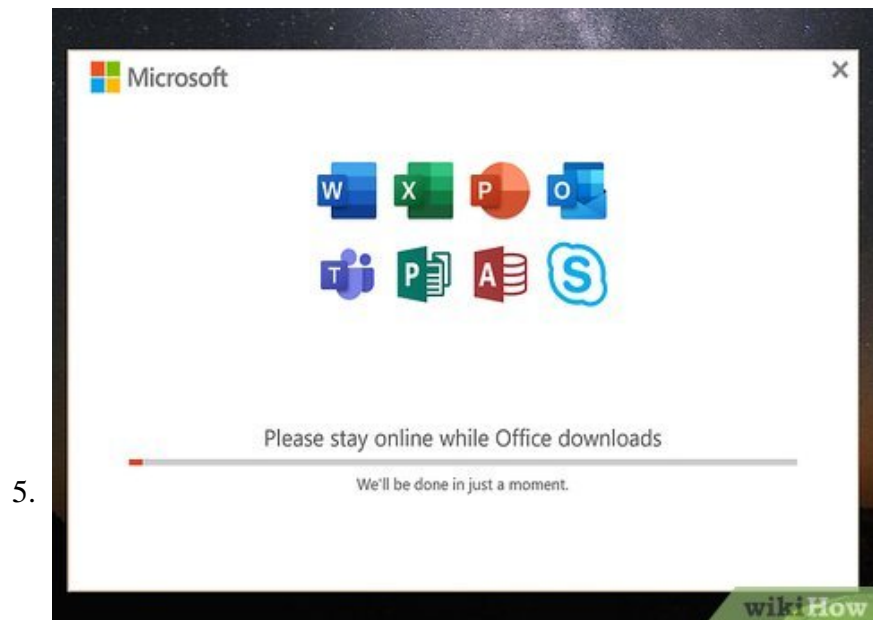 Microsoft
W X P O
T P A S
Please stay online while Office downloads
We'll be done in just a moment.
5.
wikiHow